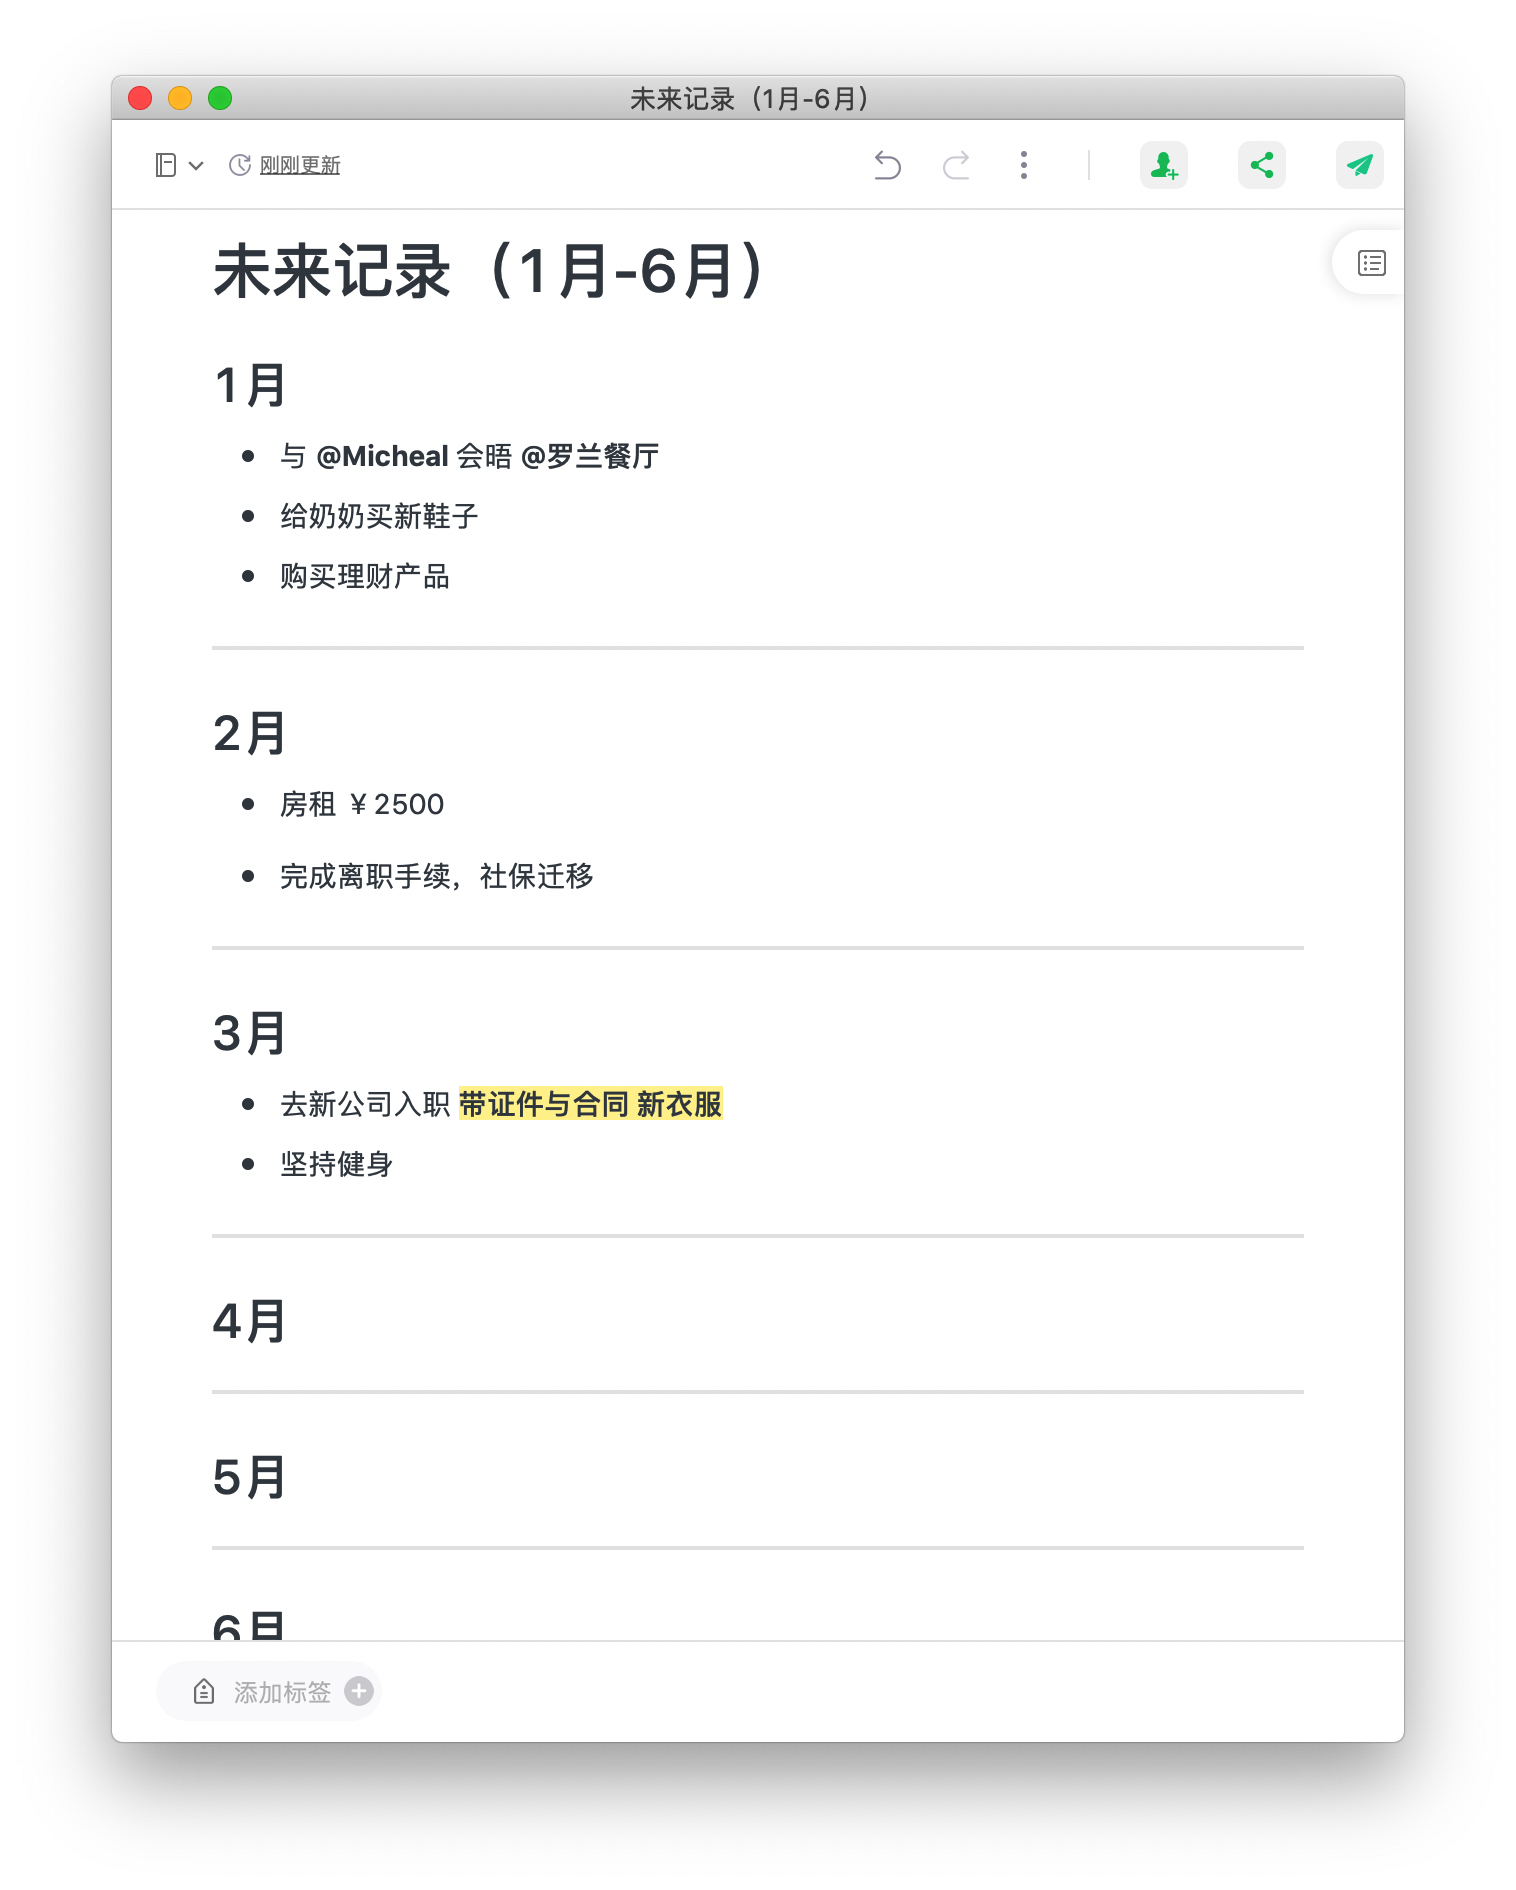 未来记录（1月-6月）
刚刚更新
未来记录（1月-6月）
1月
与 @Micheal 会晤 @罗兰餐厅
给奶奶买新鞋子
购买理财产品
2月
房租 ￥2500
完成离职手续，社保迁移
3月
去新公司入职 带证件与合同 新衣服
坚持健身
4月
5月
6月
添加标签